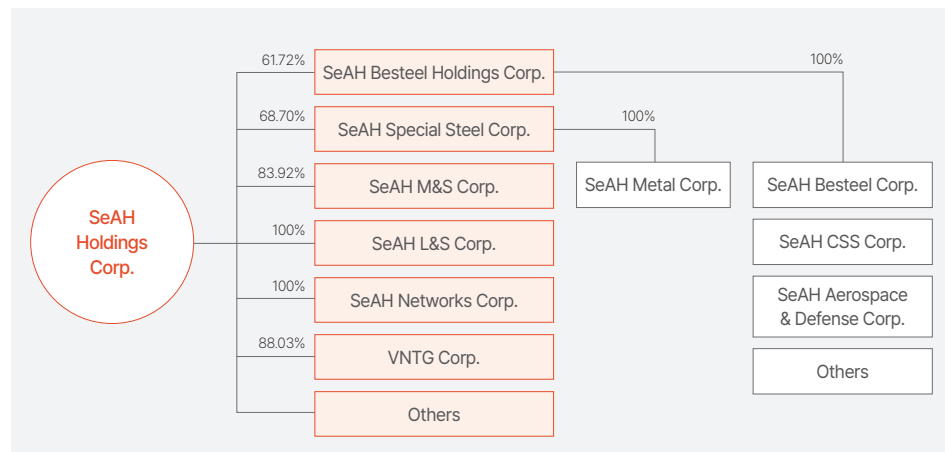 SeAH
Holdings
Corp.
61.72%
SeAH Besteel Holdings Corp.
100%
68.70%
SeAH Special Steel Corp.
100%
83.92%
SeAH M&S Corp.
SeAH Metal Corp.
SeAH Besteel Corp.
100%
SeAH L&S Corp.
SeAH CSS Corp.
100%
SeAH Networks Corp.
SeAH Aerospace
& Defense Corp.
88.03%
VNTG Corp.
Others
Others